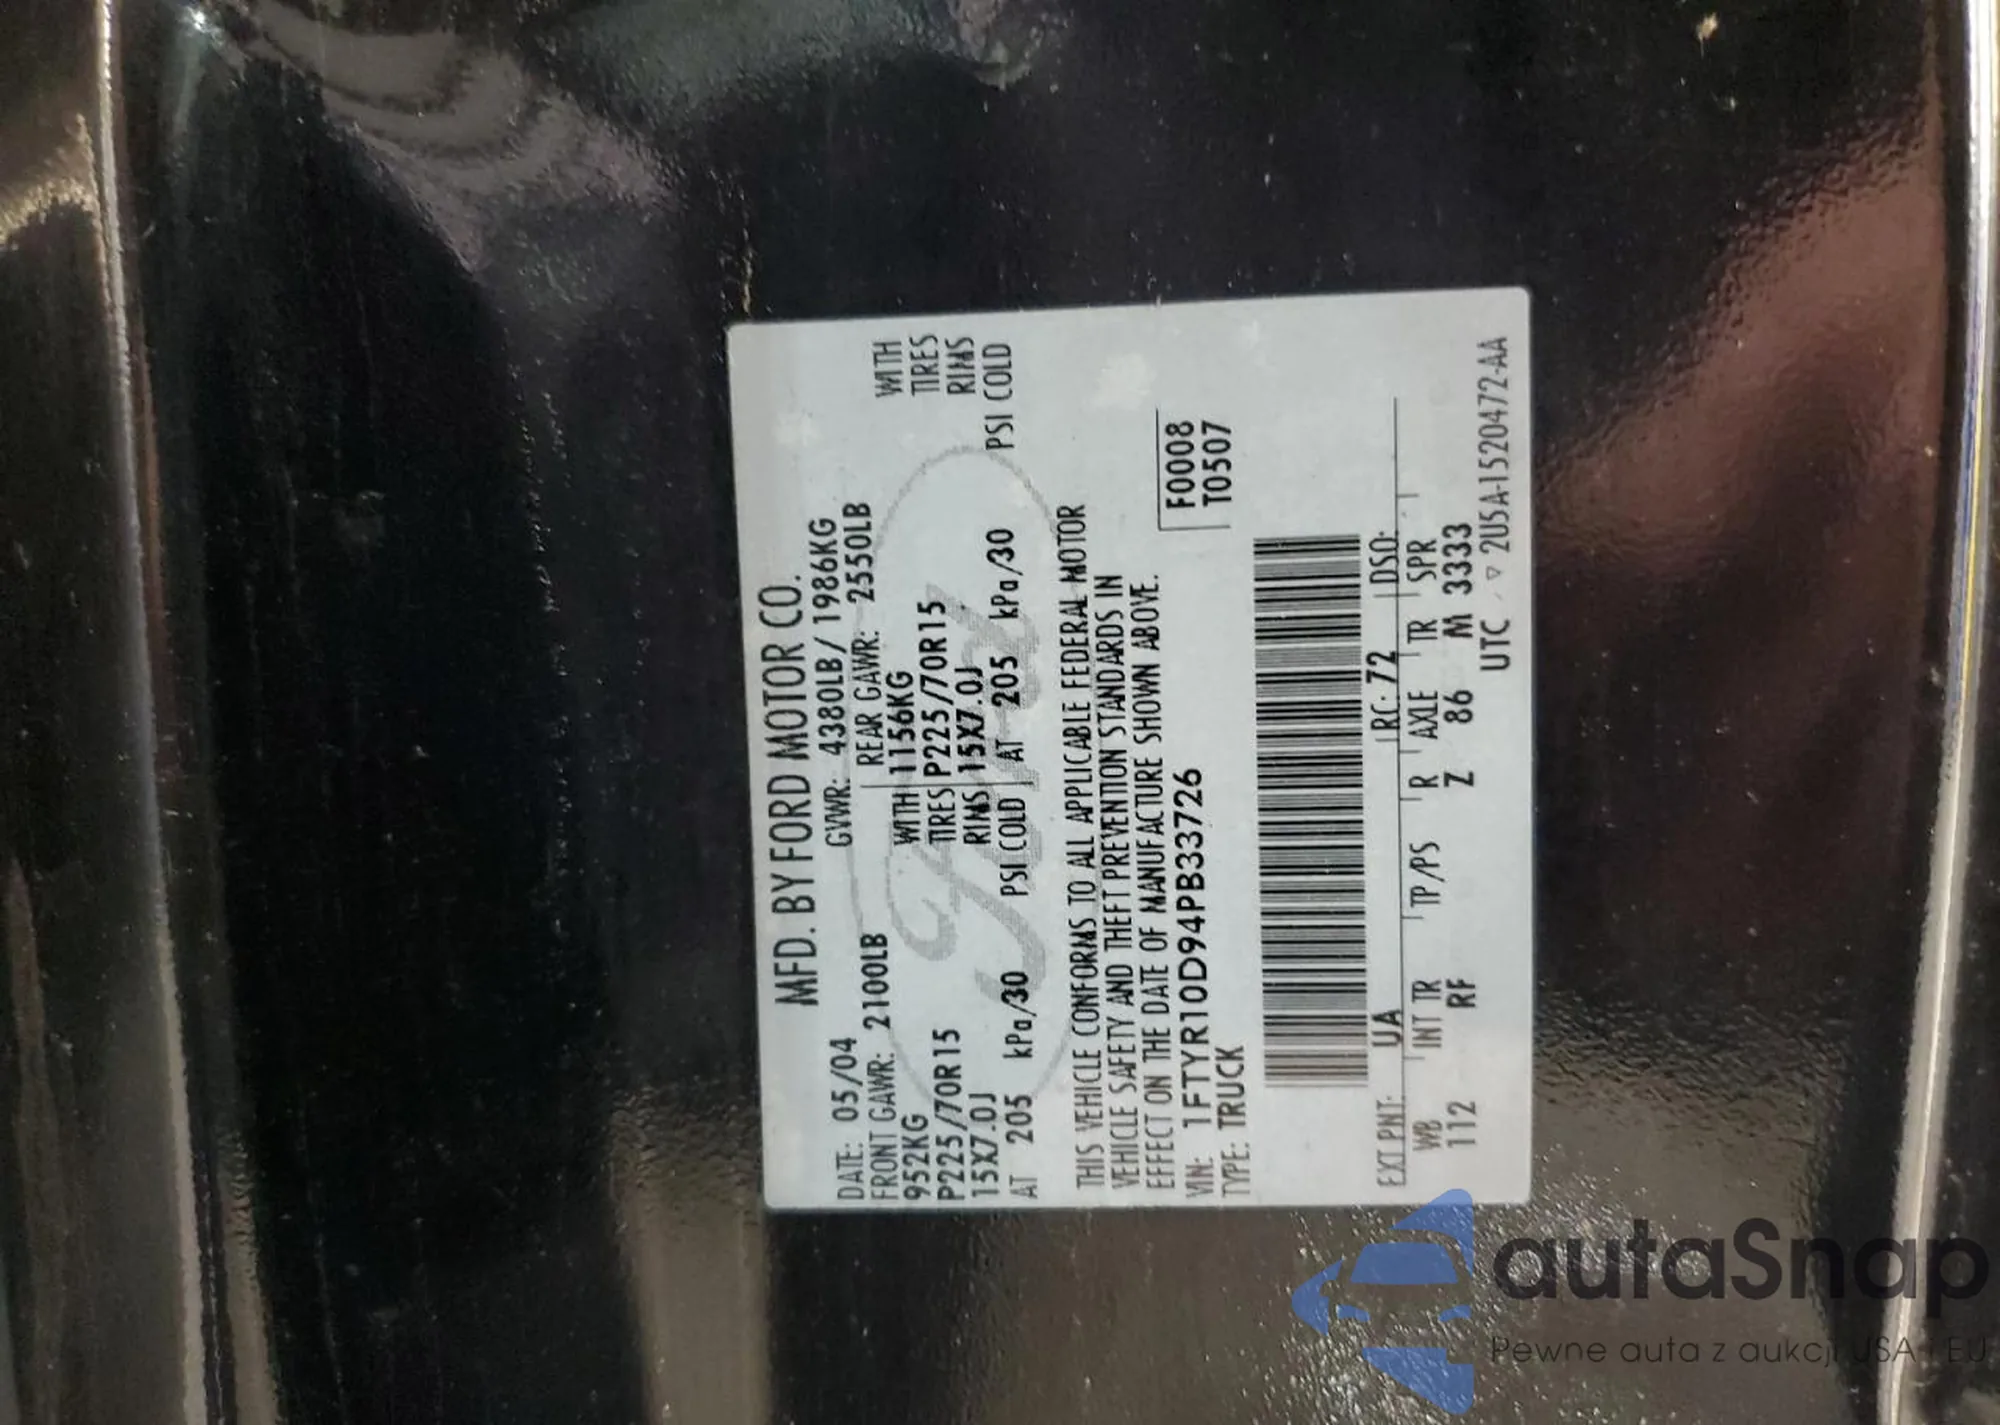 MFD. BY FORD MOTOR CO.
DATE: 05/04 GVWR: 4380LB/ 1986KG
FRONT GAWR: 2100LB REAR GAWR: 2550LB
952KG WITH 1156KG WITH
P225/70R15 TIRES P225/70R15 TIRES
15X7.0J RIMS 15X7.0J RIMS
AT 205 kPa/30 PSI COLD AT 205 kPa/30 PSI COLD
THIS VEHICLE CONFORMS TO ALL APPLICABLE FEDERAL MOTOR
VEHICLE SAFETY AND THEFT PREVENTION STANDARDS IN
EFFECT ON THE DATE OF MANUFACTURE SHOWN ABOVE.
VIN: 1FTYR10D94PB33726 F0008
TYPE: TRUCK T0507
EXT PNT: UA RC: 72 DSO:
WB INT TR TP/PS R AXLE TR SPR
112 RF Z 86 M 3333
UTC ▽ 2U5A-1520472-AA
Ford
autaSnap
Pewne auta z aukcji USA i EU